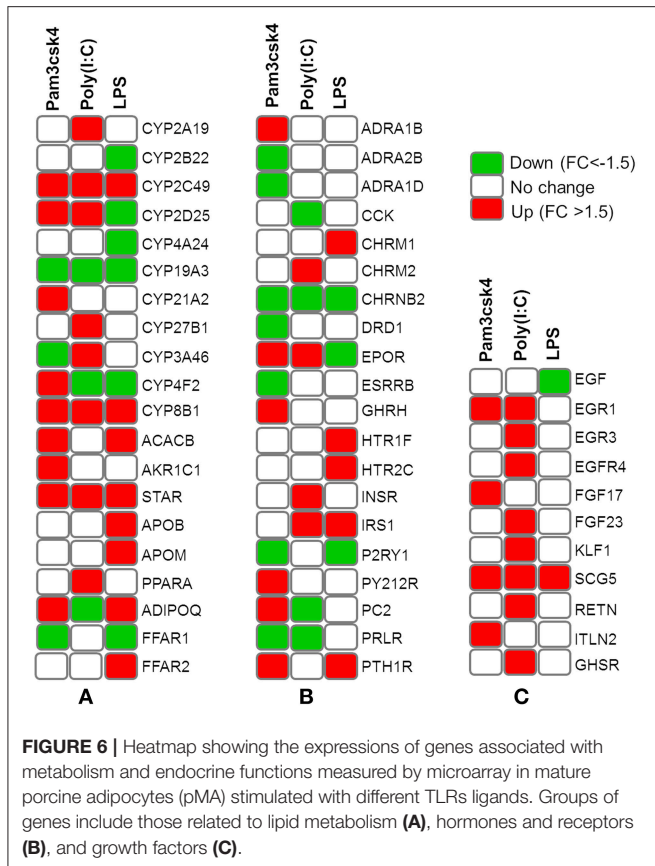 Pam3csk4
Poly(I:C)
LPS
CYP2A19
CYP2B22
CYP2C49
CYP2D25
CYP4A24
CYP19A3
CYP21A2
CYP27B1
CYP3A46
CYP4F2
CYP8B1
ACACB
AKR1C1
STAR
APOB
APOM
PPARA
ADIPOQ
FFAR1
FFAR2
A
Pam3csk4
Poly(I:C)
LPS
ADRA1B
ADRA2B
ADRA1D
CCK
CHRM1
CHRM2
CHRNB2
DRD1
EPOR
ESRRB
GHRH
HTR1F
HTR2C
INSR
IRS1
P2RY1
PY212R
PC2
PRLR
PTH1R
B
Down (FC<-1.5)
No change
Up (FC >1.5)
Pam3csk4
Poly(I:C)
LPS
EGF
EGR1
EGR3
EGFR4
FGF17
FGF23
KLF1
SCG5
RETN
ITLN2
GHSR
C
FIGURE 6 | Heatmap showing the expressions of genes associated with
metabolism and endocrine functions measured by microarray in mature
porcine adipocytes (pMA) stimulated with different TLRs ligands. Groups of
genes include those related to lipid metabolism (A), hormones and receptors
(B), and growth factors (C).